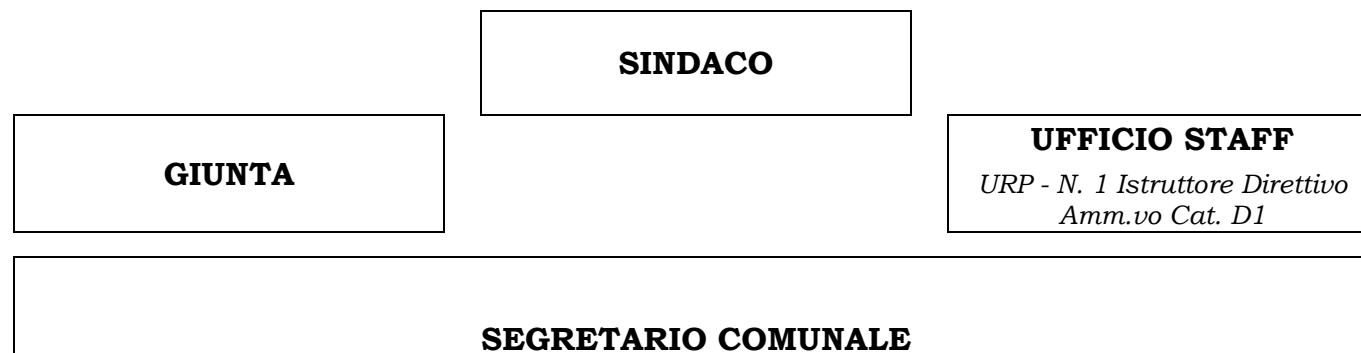 SINDACO
GIUNTA
UFFICIO STAFF
URP - N. 1 Istruttore Direttivo
Amm.vo Cat. D1
SEGRETARIO COMUNALE